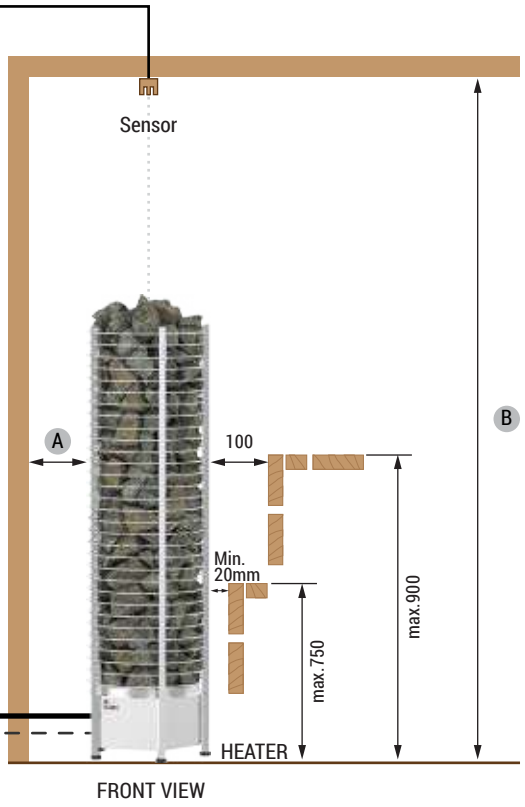 Sensor
A
100
B
Min.
20mm
max.750
max.900
HEATER
FRONT VIEW